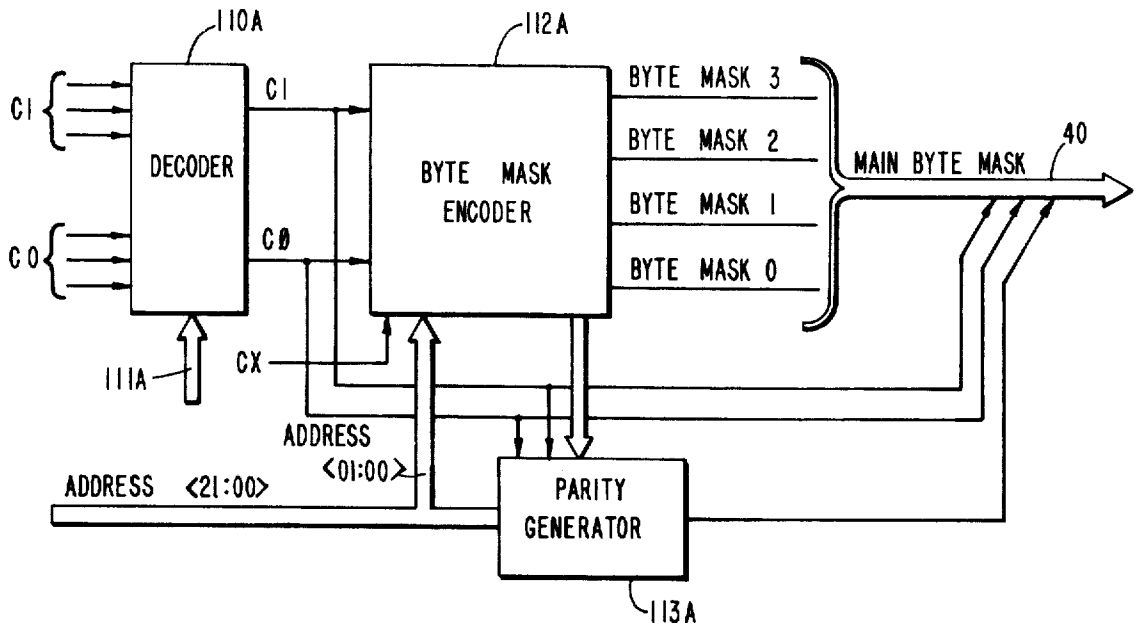 110A
112A
C1
C1
DECODER
BYTE MASK
ENCODER
BYTE MASK 3
BYTE MASK 2
BYTE MASK 1
BYTE MASK 0
MAIN BYTE MASK
40
C0
CØ
111A
CX
ADDRESS
<01:00>
ADDRESS <21:00>
PARITY
GENERATOR
113A